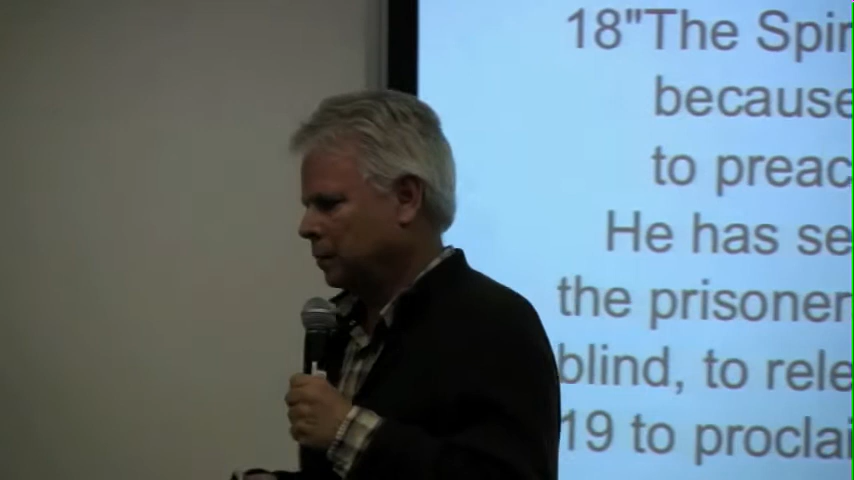 18"The Spir
because
to preac
He has se
the prisoner
blind, to rele
19 to proclai